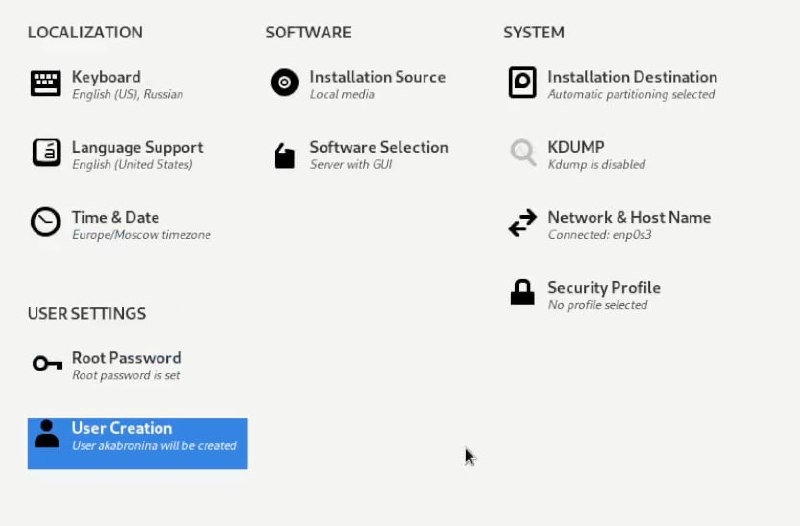 LOCALIZATION
Keyboard
English (US), Russian
Language Support
English (United States)
Time & Date
Europe/Moscow timezone
SOFTWARE
Installation Source
Local media
Software Selection
Server with GUI
SYSTEM
Installation Destination
Automatic partitioning selected
KDUMP
Kdump is disabled
Network & Host Name
Connected: enp0s3
Security Profile
No profile selected
USER SETTINGS
Root Password
Root password is set
User Creation
User akabronina will be created